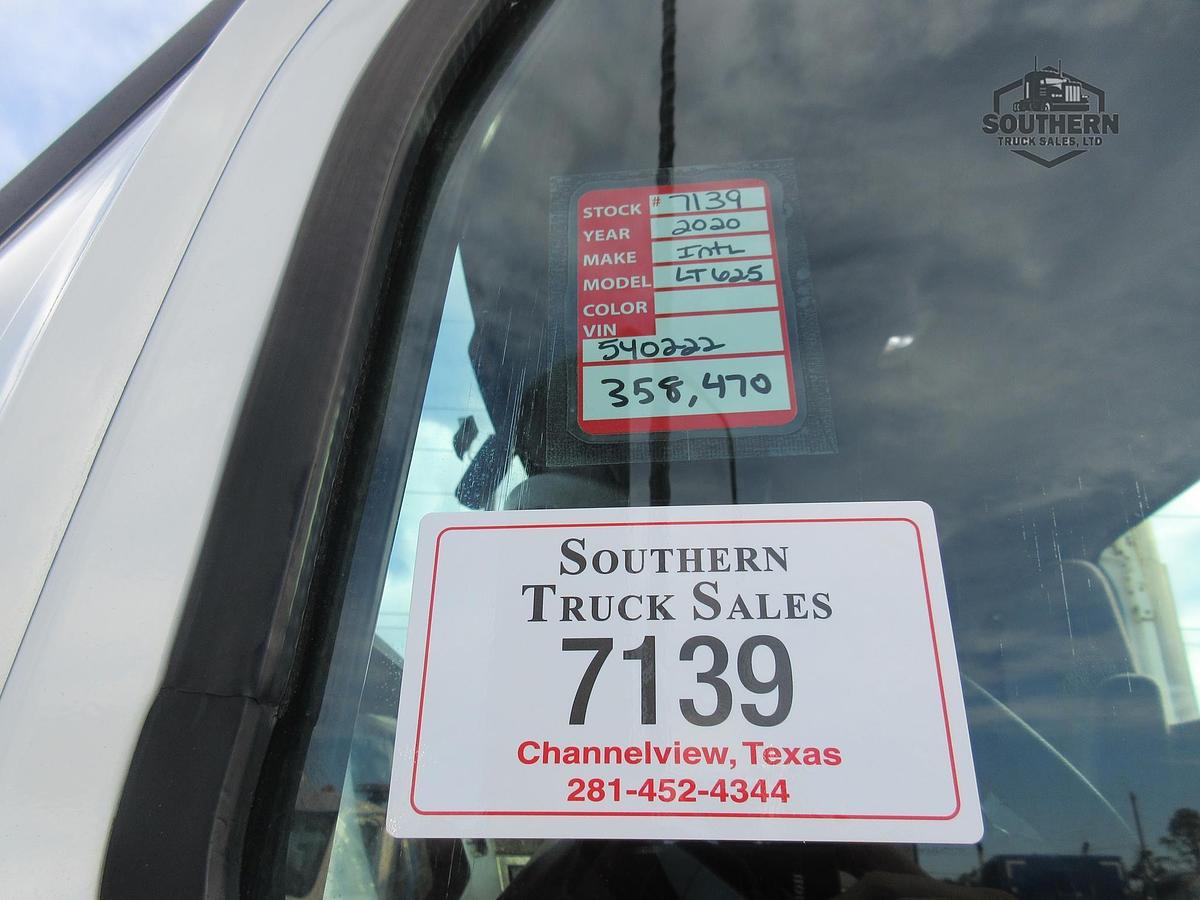 SOUTHERN
TRUCK SALES, LTD
STOCK # 7139
YEAR 2020
MAKE Intl
MODEL LT625
COLOR
VIN
540222
358,470
SOUTHERN
TRUCK SALES
7139
Channelview, Texas
281-452-4344